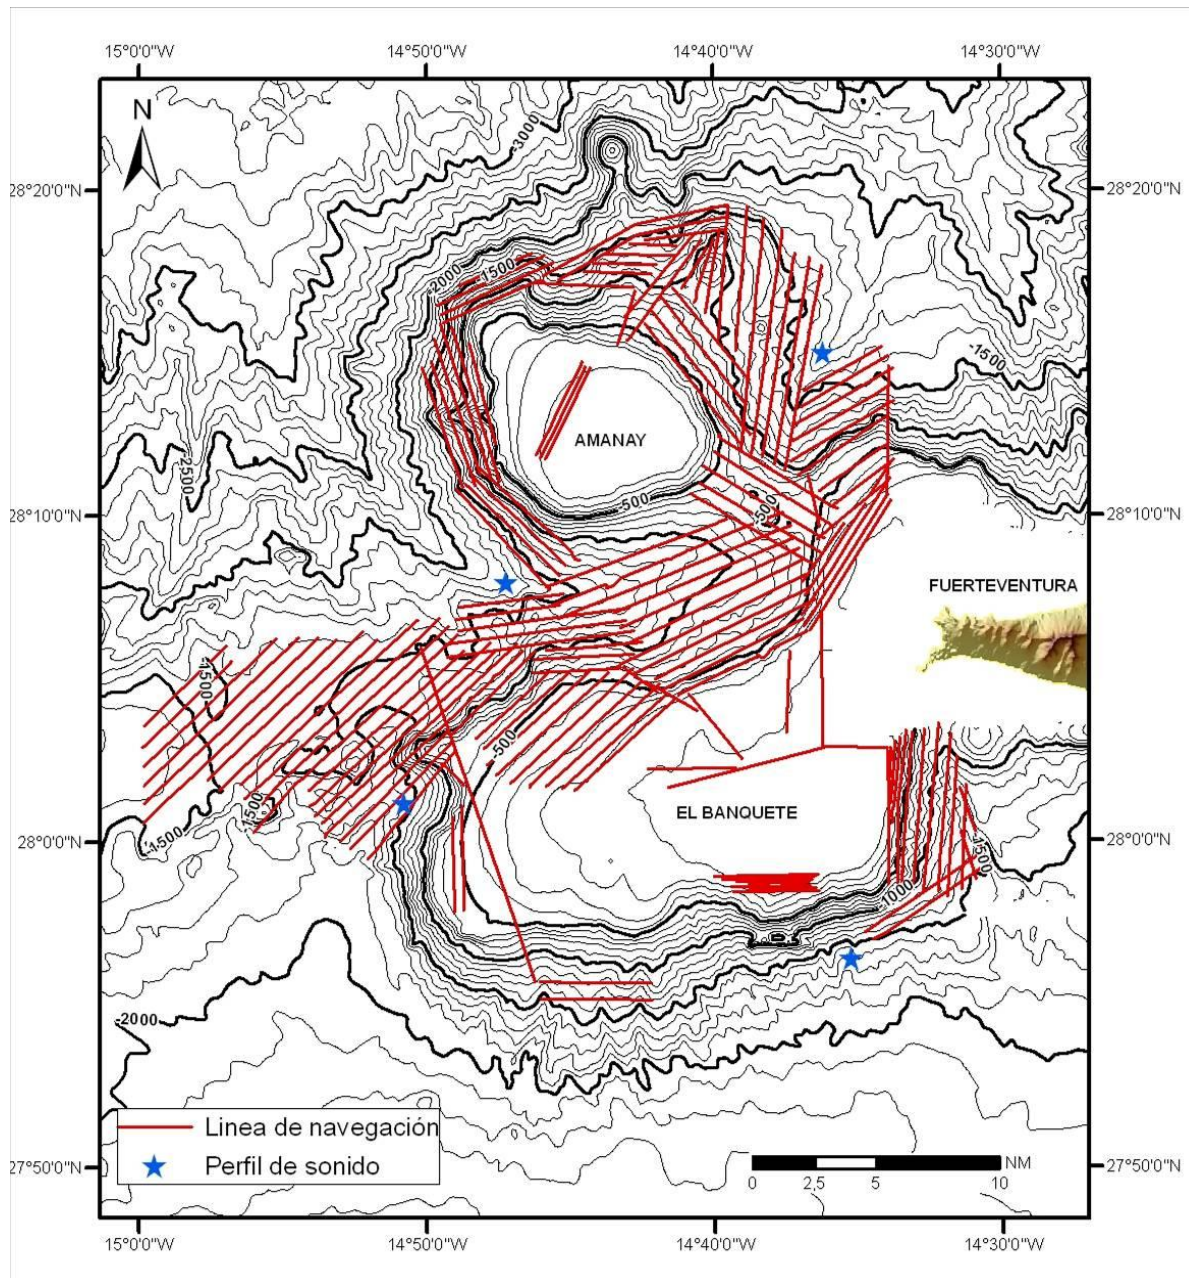 15°0'0"W 14°50'0"W 14°40'0"W 14°30'0"W
N
-3000
28°20'0"N 28°20'0"N
-2000 -1500
-1500
AMANAY
-2500
-500
-500
28°10'0"N 28°10'0"N
FUERTEVENTURA
-1500
-500
EL BANQUETE
-1500
-1500
28°0'0"N 28°0'0"N
-1500
-1000
-2000
Linea de navegación
Perfil de sonido
NM
0 2,5 5 10
27°50'0"N 27°50'0"N
15°0'0"W 14°50'0"W 14°40'0"W 14°30'0"W